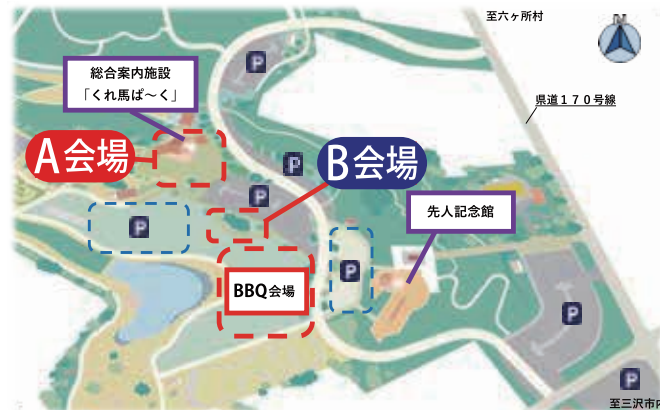 至六ヶ所村
N
総合案内施設
「くれ馬ぱ～く」
県道１７０号線
P
A会場
B会場
P
P
P
先人記念館
P
BBQ会場
P
P
至三沢市内